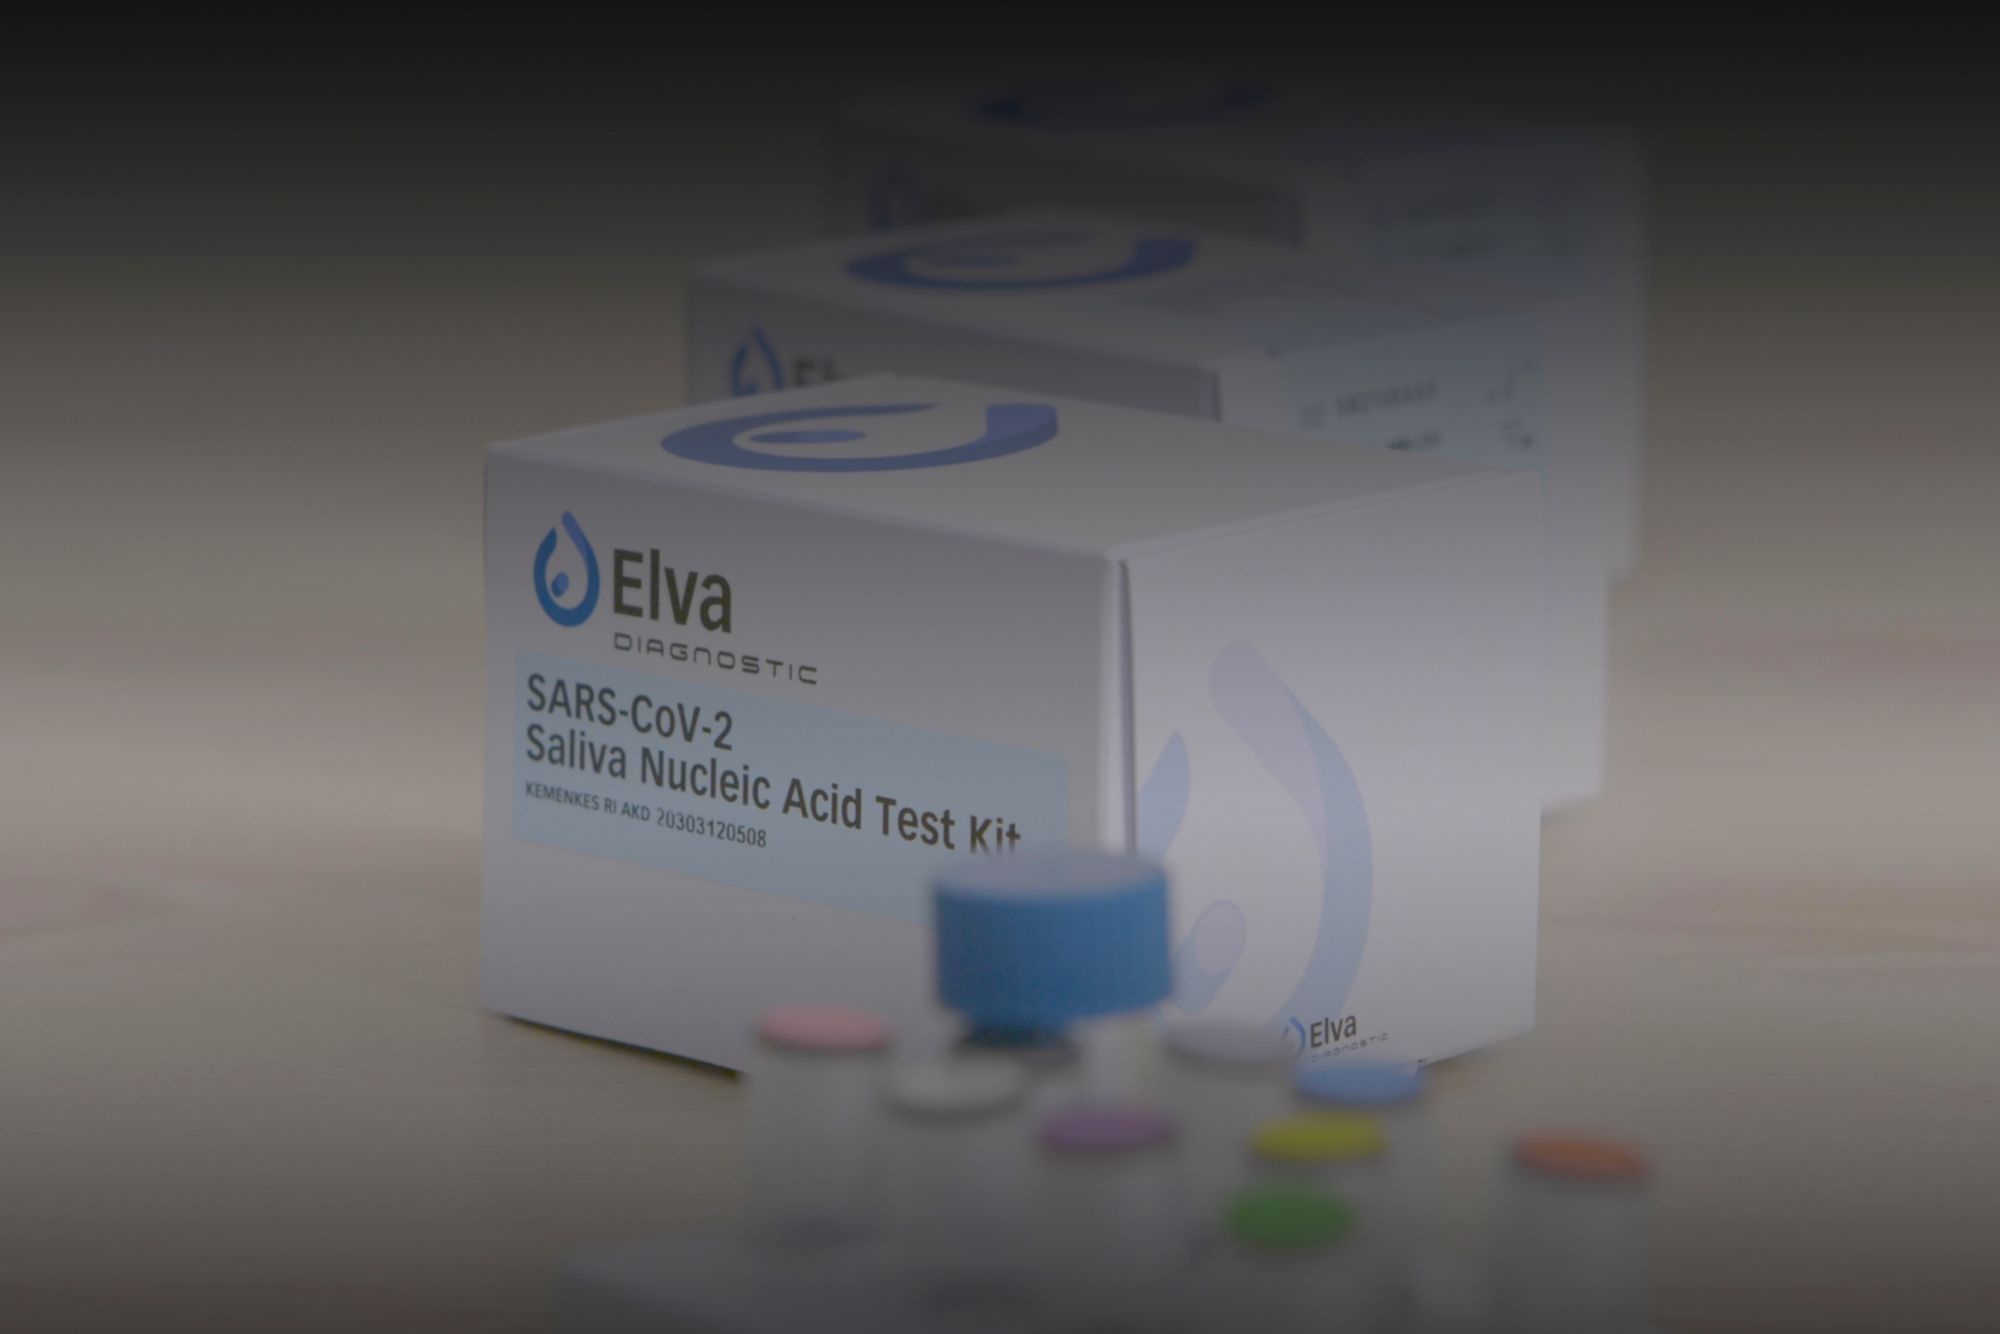 Elva
DIAGNOSTIC
SARS-CoV-2
Saliva Nucleic Acid Test Kit
KEMENKES RI AKD 20303120508
Elva
DIAGNOSTIC